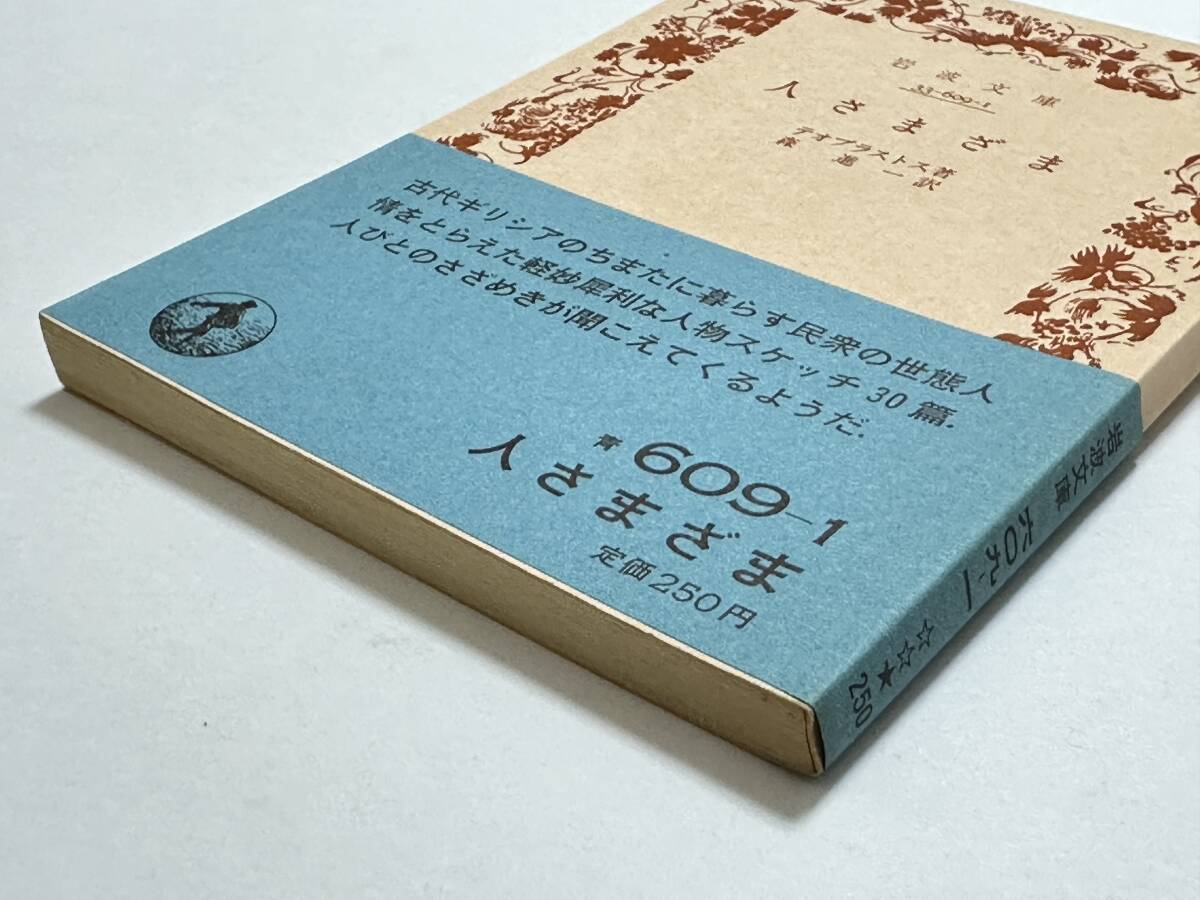 岩波文庫
33-609-1
人さまざま
テオプラストス著
森進一訳
古代ギリシアのちまたに暮らす民衆の世態人
情をとらえた軽妙犀利な人物スケッチ30篇.
人びとのさざめきが聞こえてくるようだ.
青 609-1
人さまざま
定価250円
岩波文庫 六〇九-一 ☆☆★ 250